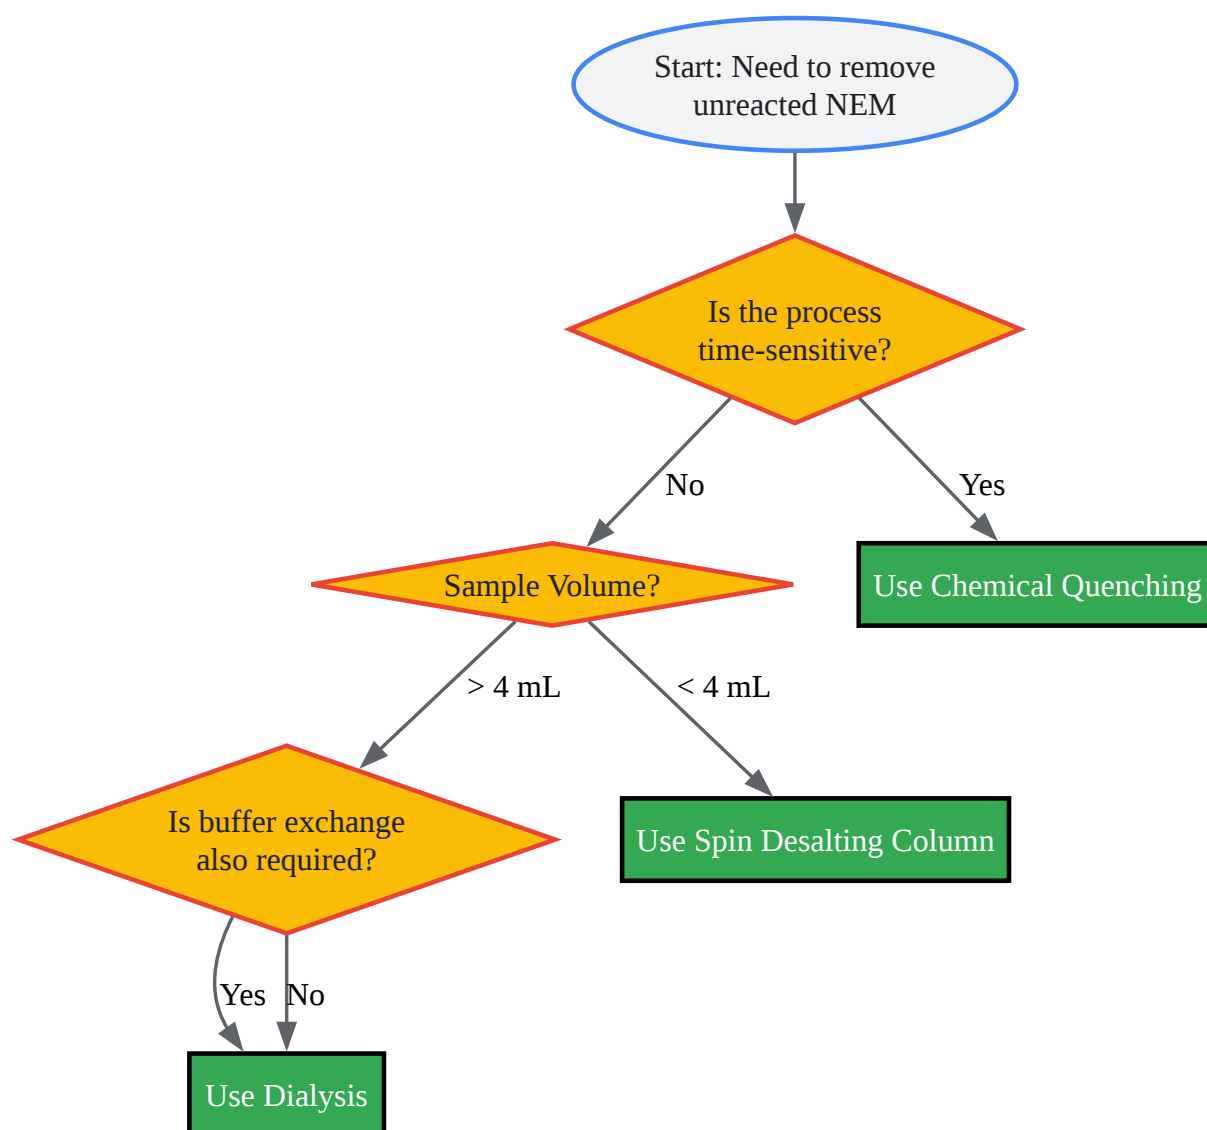 Start: Need to remove
unreacted NEM
Is the process
time-sensitive?
No
Yes
Sample Volume?
Use Chemical Quenching
> 4 mL
< 4 mL
Is buffer exchange
also required?
Use Spin Desalting Column
Yes
No
Use Dialysis